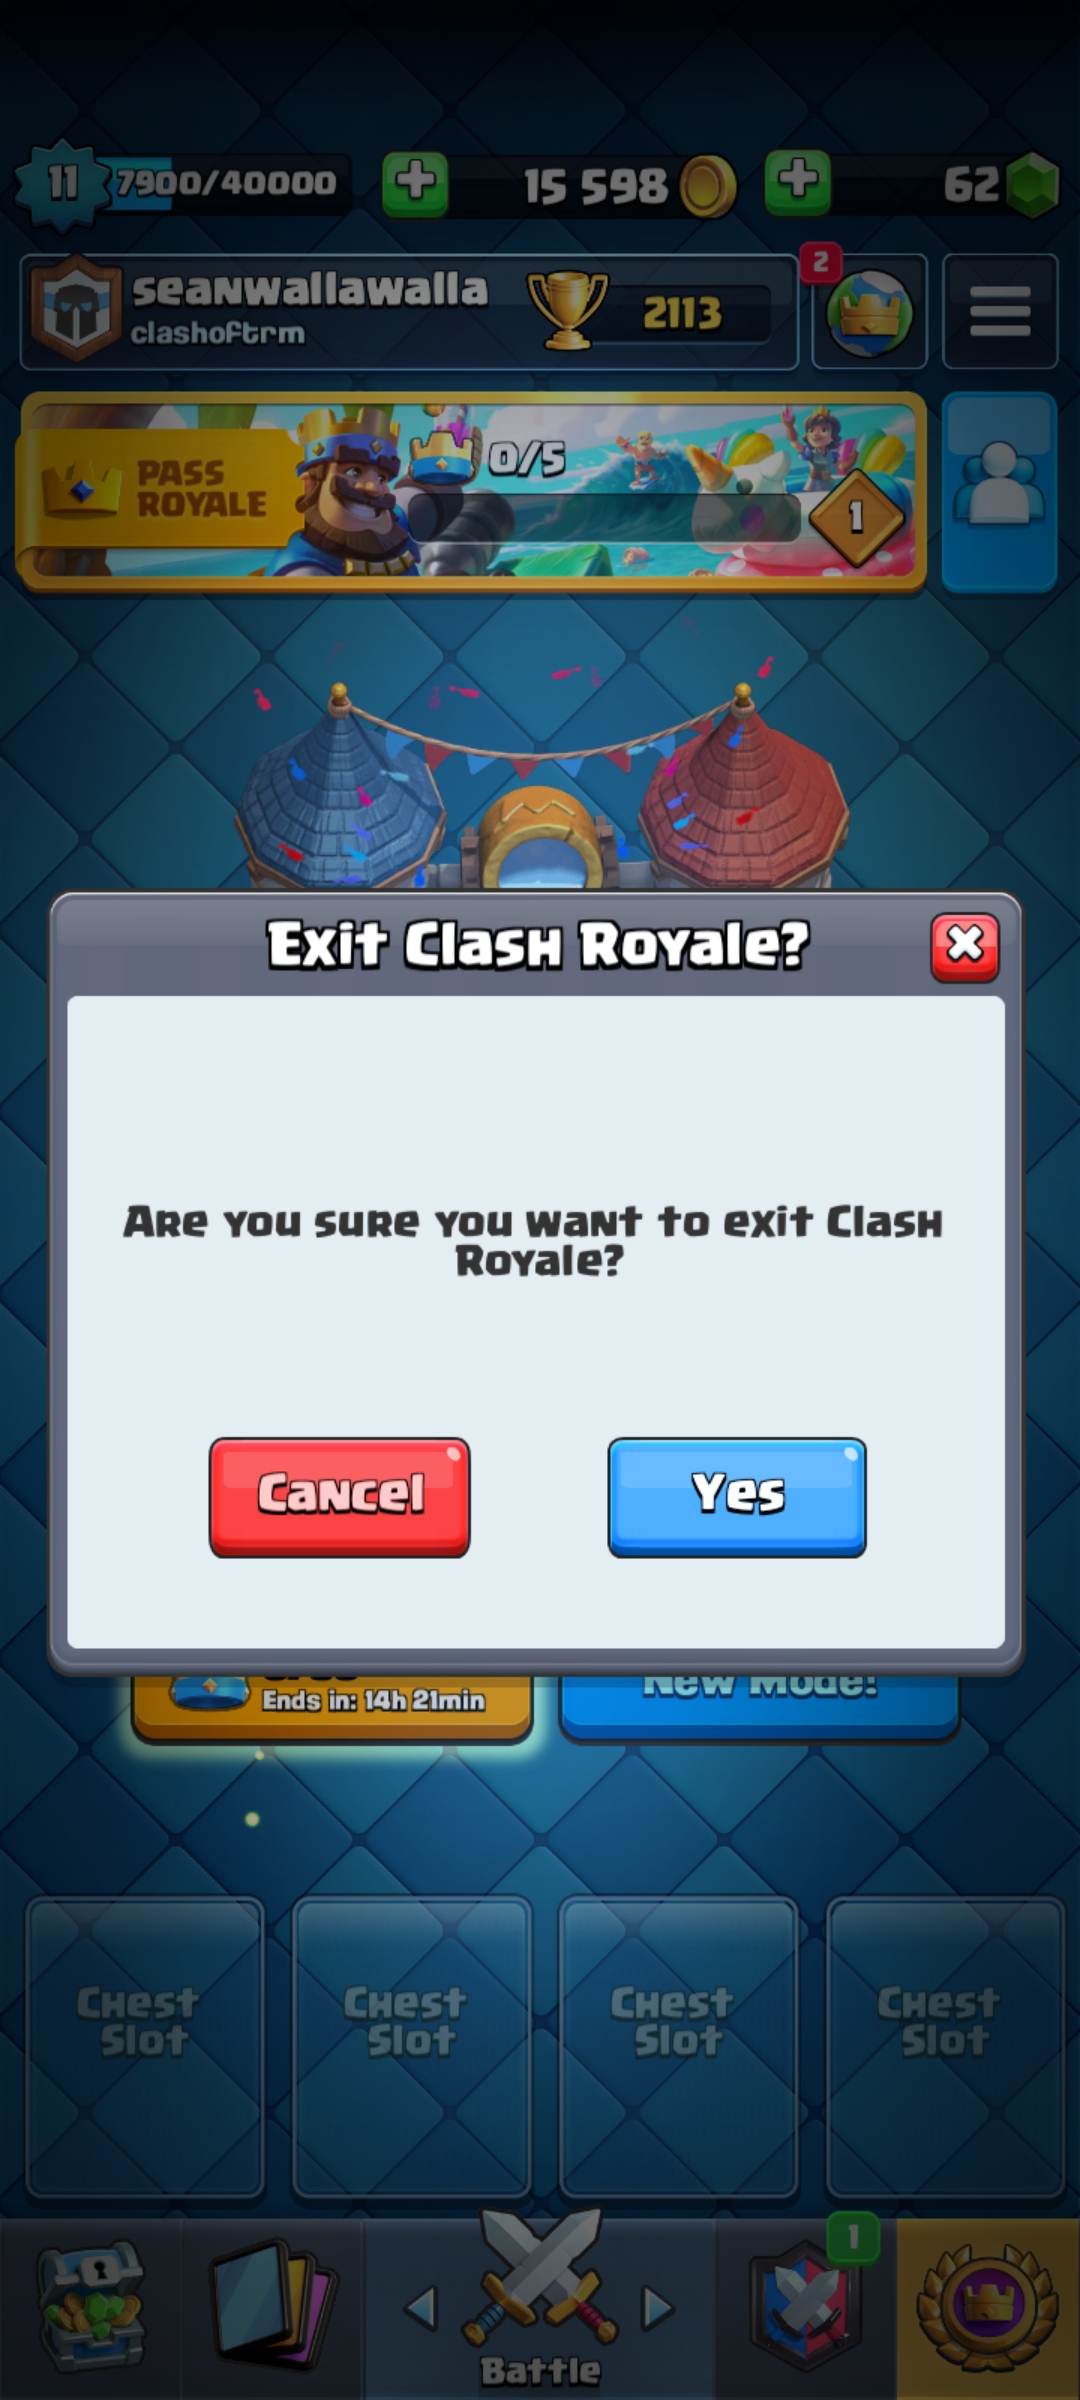 11
7900/40000
15 598
62
seanwallawalla
clashoftrm
2113
2
PASS
ROYALE
0/5
1
Exit Clash Royale?
Are you sure you want to exit Clash
Royale?
Cancel
Yes
Ends in: 14h 21min
New Mode!
Chest
Slot
Chest
Slot
Chest
Slot
Chest
Slot
1
Battle